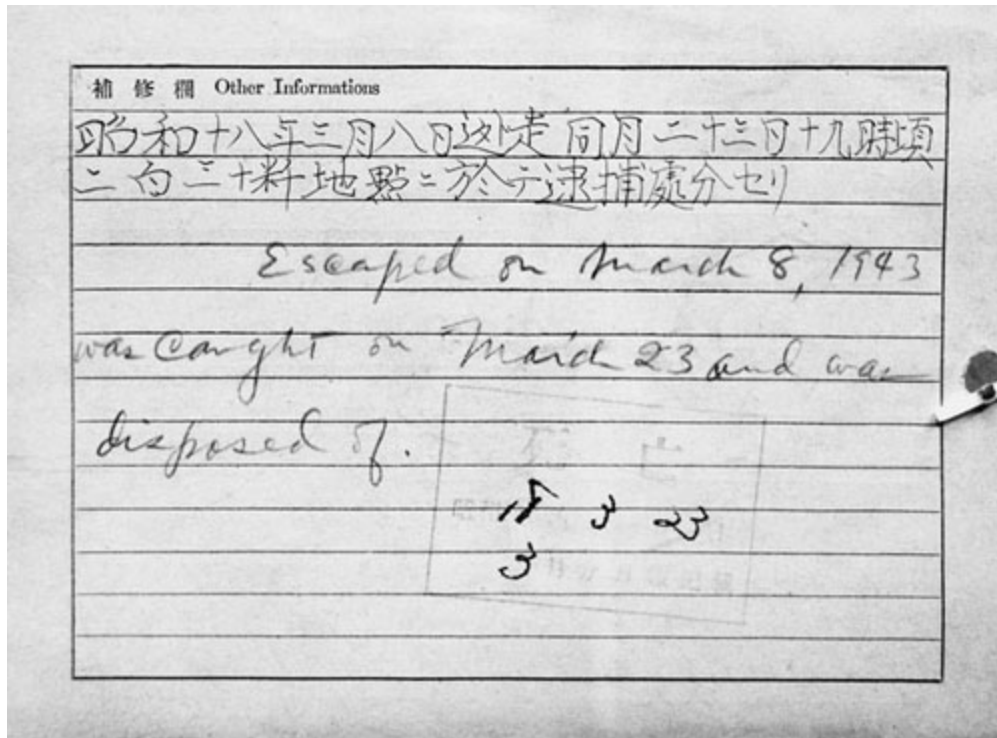 補修欄 Other Informations
昭和十八年三月八日逃走同月二十三日十九時頃
二百三十粁地點ニ於テ逮捕處分セリ
Escaped on March 8, 1943
was caught on March 23 and was
disposed of.
18 3 23
3